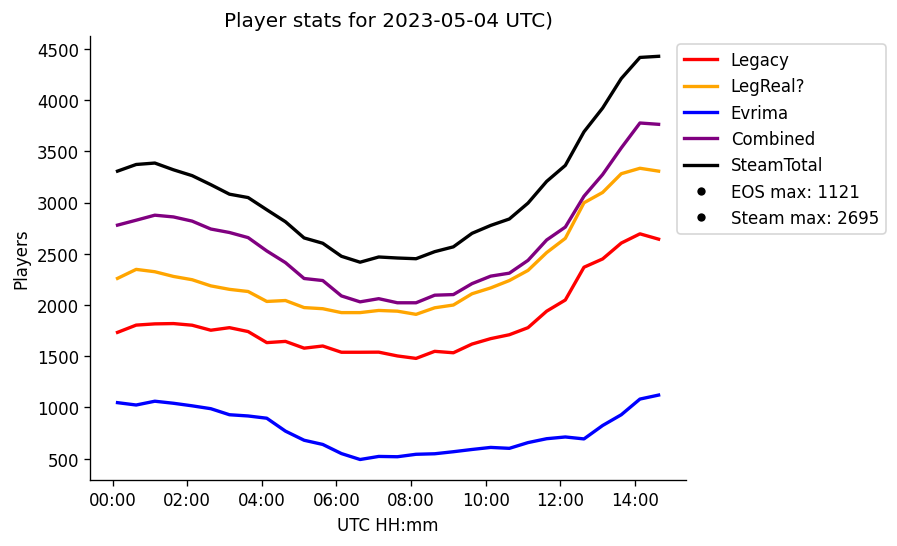 Player stats for 2023-05-04 UTC)
Players
4500
4000
3500
3000
2500
2000
1500
1000
500
00:00 02:00 04:00 06:00 08:00 10:00 12:00 14:00
UTC HH:mm
Legacy
LegReal?
Evrima
Combined
SteamTotal
EOS max: 1121
Steam max: 2695